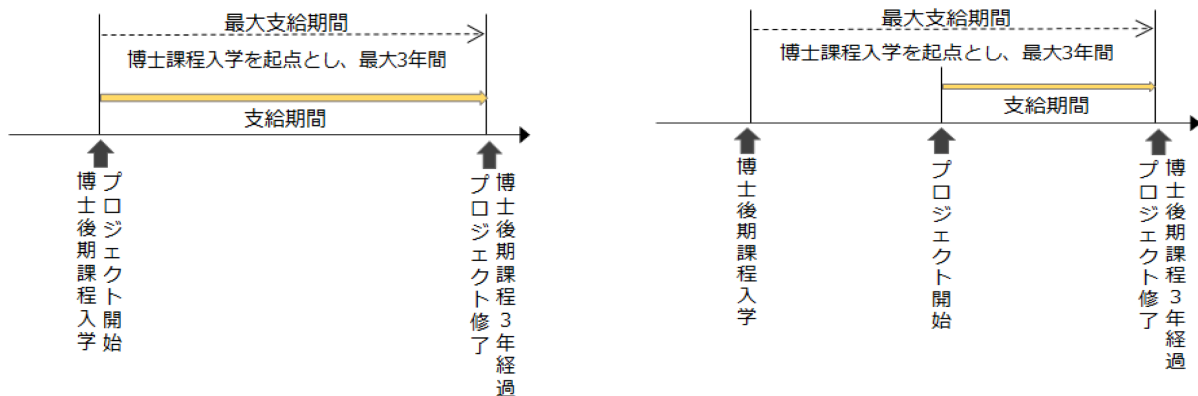 最大支給期間
博士課程入学を起点とし、最大3年間
支給期間
博士後期課程入学
プロジェクト開始
プロジェクト修了
博士後期課程3年経過
最大支給期間
博士課程入学を起点とし、最大3年間
支給期間
博士後期課程入学
プロジェクト開始
プロジェクト修了
博士後期課程3年経過